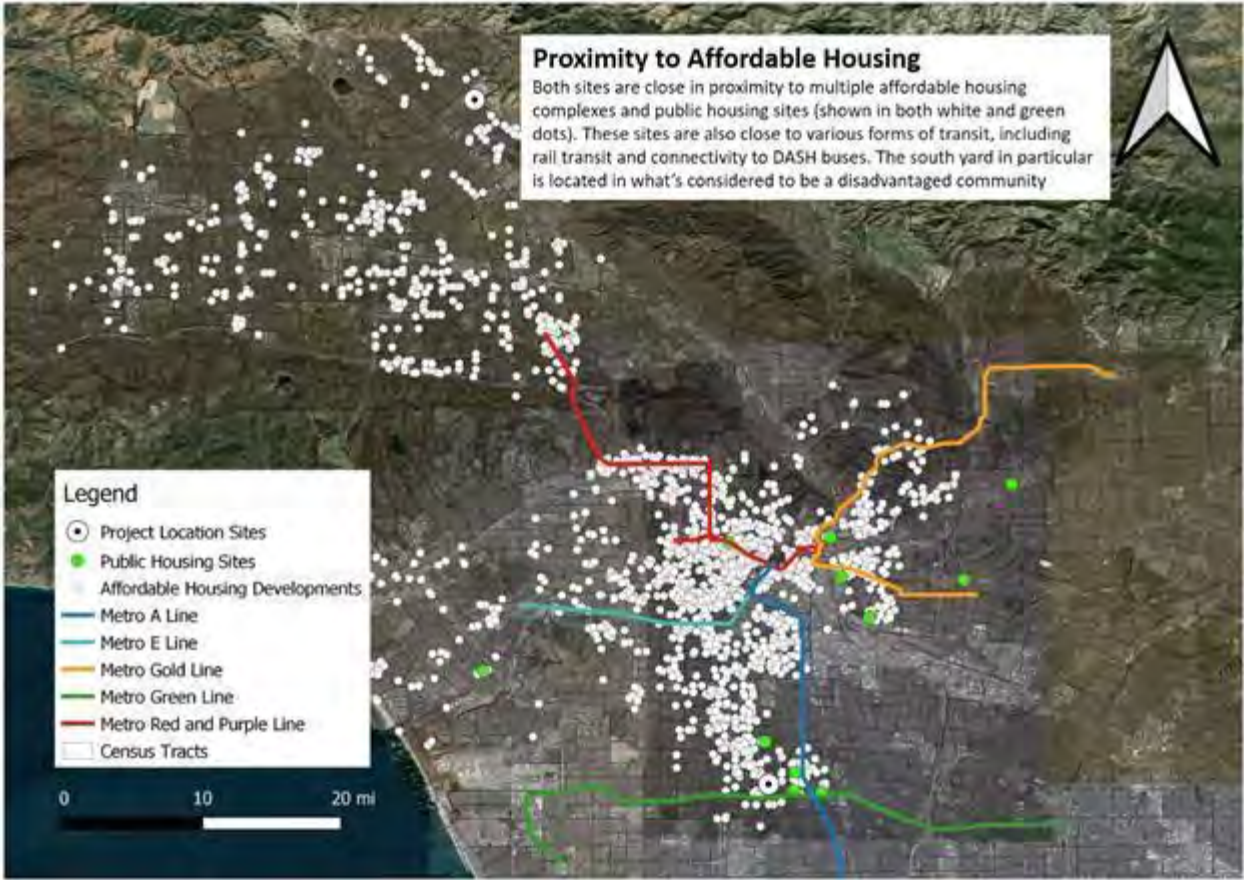 Proximity to Affordable Housing
Both sites are close in proximity to multiple affordable housing
complexes and public housing sites (shown in both white and green
dots). These sites are also close to various forms of transit, including
rail transit and connectivity to DASH buses. The south yard in particular
is located in what's considered to be a disadvantaged community
Legend
Project Location Sites
Public Housing Sites
Affordable Housing Developments
Metro A Line
Metro E Line
Metro Gold Line
Metro Green Line
Metro Red and Purple Line
Census Tracts
0 10 20 mi